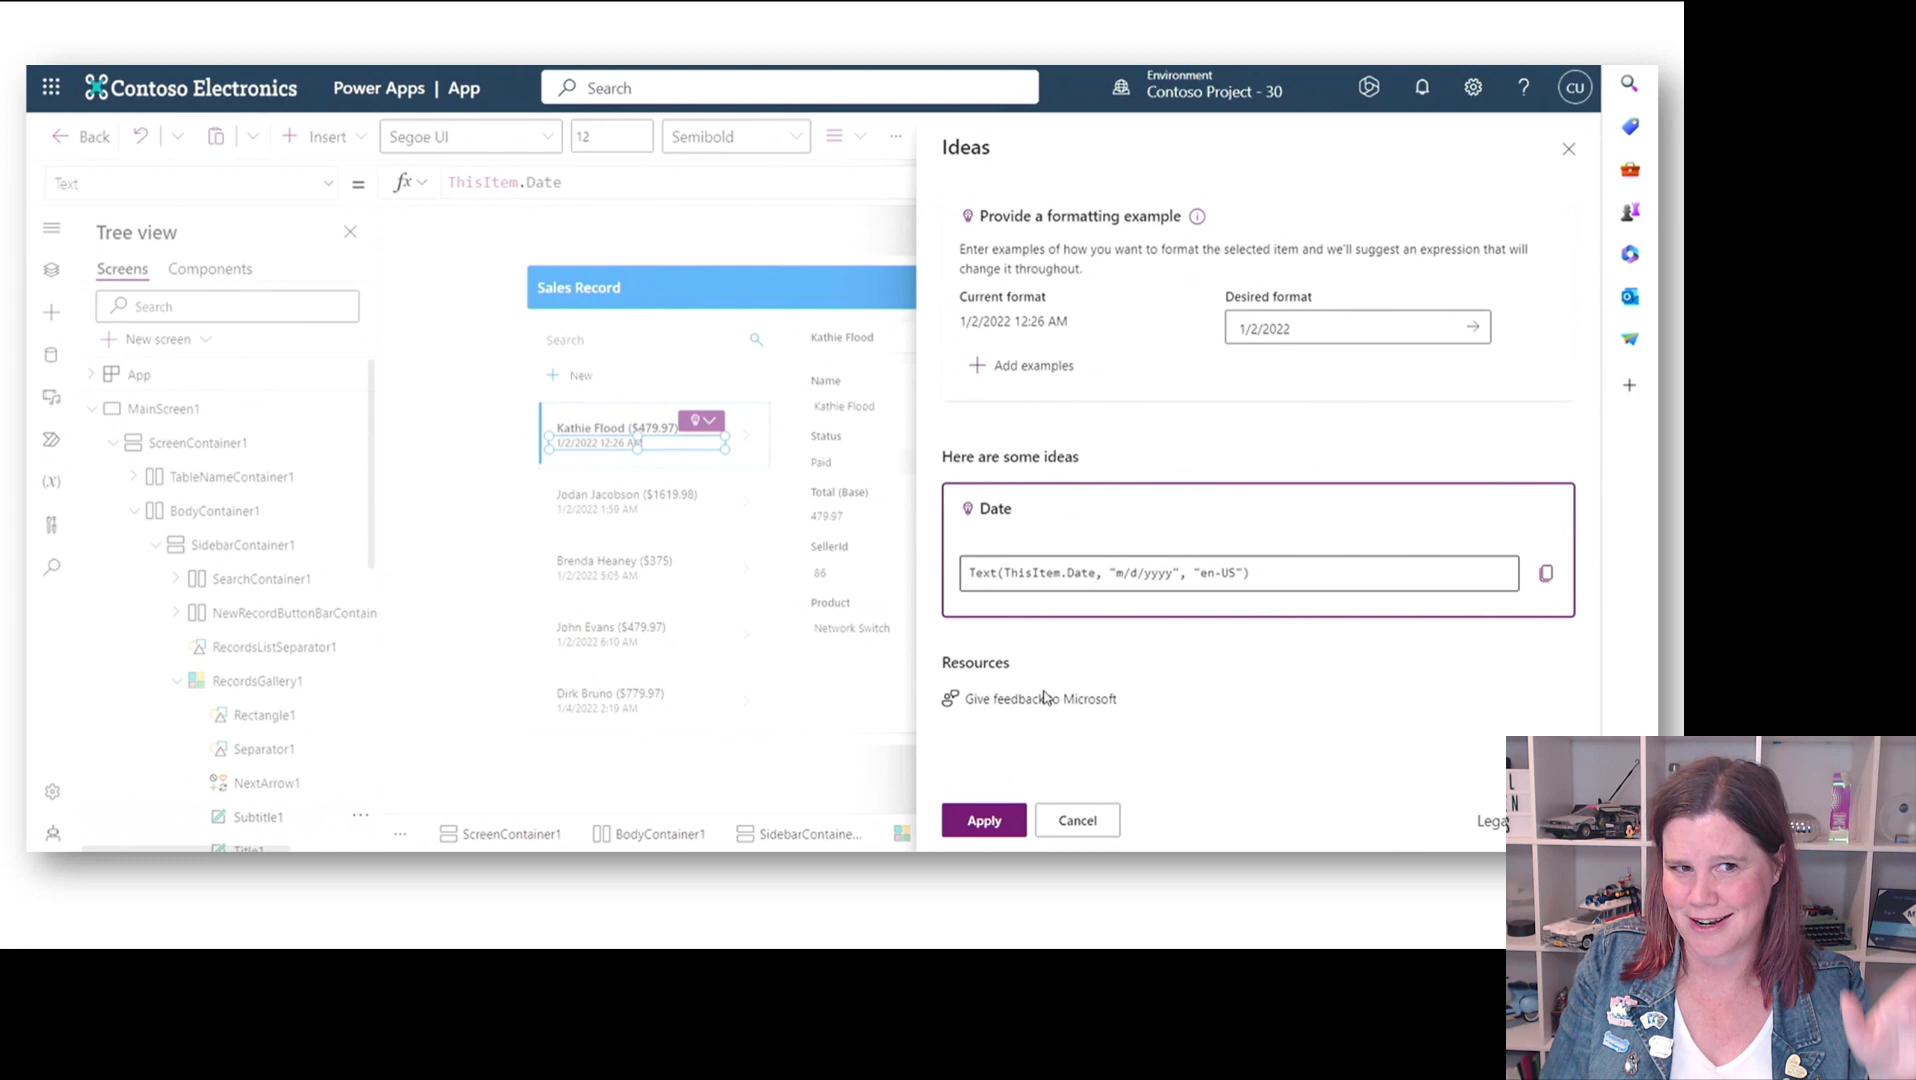 Contoso Electronics
Power Apps | App
Search
Environment
Contoso Project - 30
?
CU
Back
Insert
Segoe UI
12
Semibold
...
Text
=
fx
ThisItem.Date
Tree view
Screens
Components
Search
New screen
App
MainScreen1
ScreenContainer1
TableNameContainer1
BodyContainer1
SidebarContainer1
SearchContainer1
NewRecordButtonBarContain
RecordsListSeparator1
RecordsGallery1
Rectangle1
Separator1
NextArrow1
Subtitle1
...
Title1
(x)
Sales Record
Search
New
Kathie Flood ($479.97)
1/2/2022 12:26 AM
Jodan Jacobson ($1619.98)
1/2/2022 1:59 AM
Brenda Heaney ($375)
1/2/2022 5:05 AM
John Evans ($479.97)
1/2/2022 6:10 AM
Dirk Bruno ($779.97)
1/4/2022 2:19 AM
Kathie Flood
Name
Kathie Flood
Status
Paid
Total (Base)
479.97
SellerId
86
Product
Network Switch
...
ScreenContainer1
BodyContainer1
SidebarContaine...
Ideas
Provide a formatting example
Enter examples of how you want to format the selected item and we'll suggest an expression that will
change it throughout.
Current format
1/2/2022 12:26 AM
Desired format
1/2/2022
Add examples
Here are some ideas
Date
Text(ThisItem.Date, "m/d/yyyy", "en-US")
Resources
Give feedback to Microsoft
Apply
Cancel
Lega